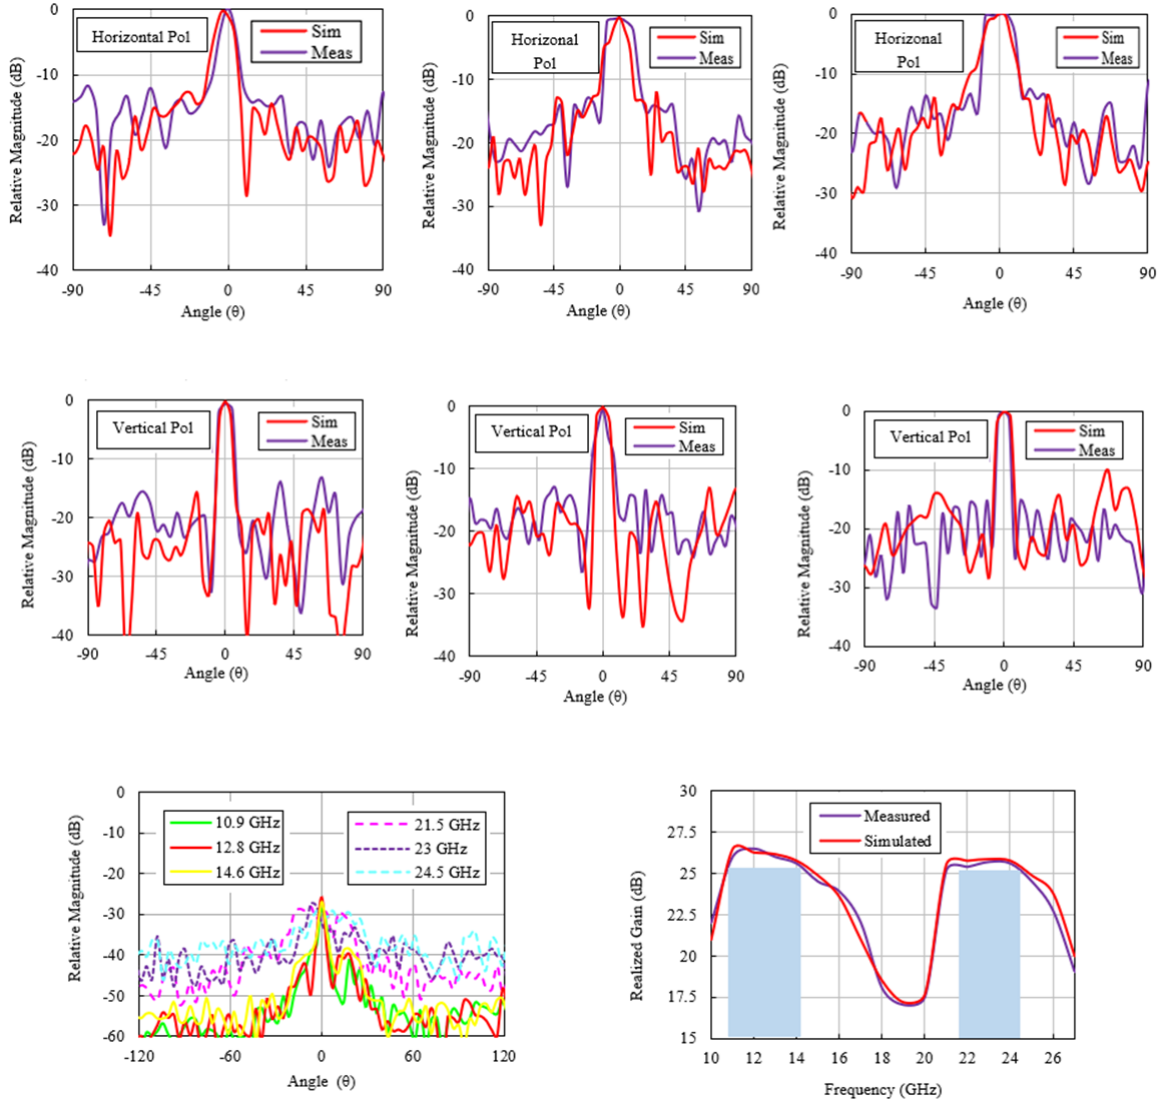 Horizontal Pol
Sim
Meas
0
-10
-20
-30
-40
-90
-45
0
45
90
Relative Magnitude (dB)
Angle (θ)
Horizonal
Pol
Sim
Meas
0
-10
-20
-30
-40
-90
-45
0
45
90
Relative Magnitude (dB)
Angle (θ)
Horizonal
Pol
Sim
Meas
0
-10
-20
-30
-40
-90
-45
0
45
90
Relative Magnitude (dB)
Angle (θ)
Vertical Pol
Sim
Meas
0
-10
-20
-30
-40
-90
-45
0
45
90
Relative Magnitude (dB)
Angle (θ)
Vertical Pol
Sim
Meas
0
-10
-20
-30
-40
-90
-45
0
45
90
Relative Magnitude (dB)
Angle (θ)
Vertical Pol
Sim
Meas
0
-10
-20
-30
-40
-90
-45
0
45
90
Relative Magnitude (dB)
Angle (θ)
10.9 GHz
12.8 GHz
14.6 GHz
21.5 GHz
23 GHz
24.5 GHz
0
-10
-20
-30
-40
-50
-60
-120
-60
0
60
120
Relative Magnitude (dB)
Angle (θ)
Measured
Simulated
30
27.5
25
22.5
20
17.5
15
10
12
14
16
18
20
22
24
26
Realized Gain (dB)
Frequency (GHz)